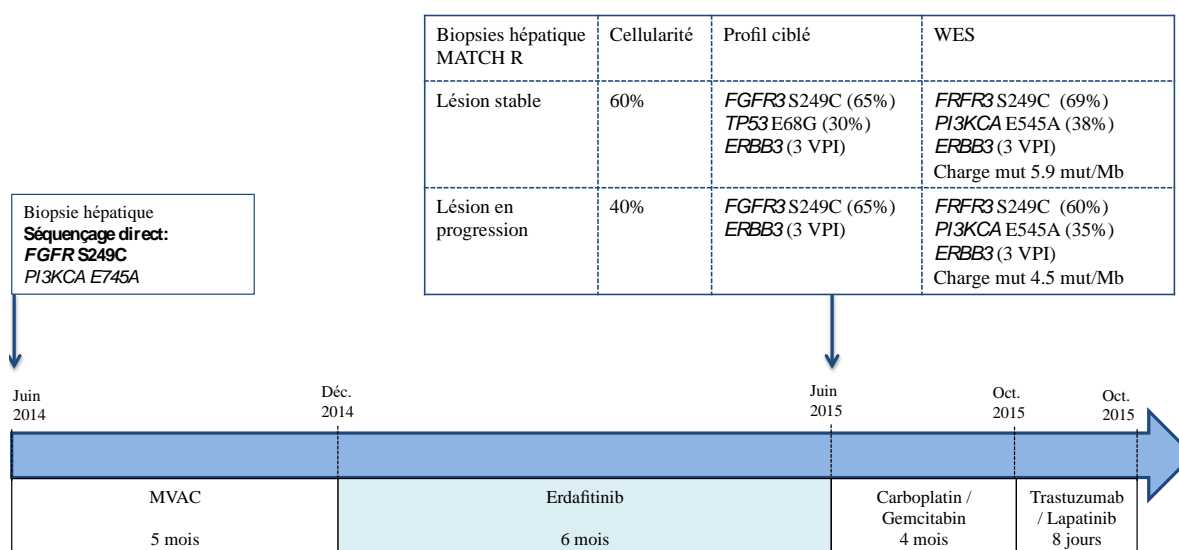 Biopsies hépatique
MATCH R
Cellularité
Profil ciblé
WES
Lésion stable
60%
FGFR3 S249C (65%)
TP53 E68G (30%)
ERBB3 (3 VPI)
FRFR3 S249C (69%)
PI3KCA E545A (38%)
ERBB3 (3 VPI)
Charge mut 5.9 mut/Mb
Lésion en
progression
40%
FGFR3 S249C (65%)
ERBB3 (3 VPI)
FRFR3 S249C (60%)
PI3KCA E545A (35%)
ERBB3 (3 VPI)
Charge mut 4.5 mut/Mb
Biopsie hépatique
Séquençage direct:
FGFR S249C
PI3KCA E745A
Juin
2014
Déc.
2014
Juin
2015
Oct.
2015
Oct.
2015
MVAC
5 mois
Erdafitinib
6 mois
Carboplatin /
Gemcitabin
4 mois
Trastuzumab
/ Lapatinib
8 jours